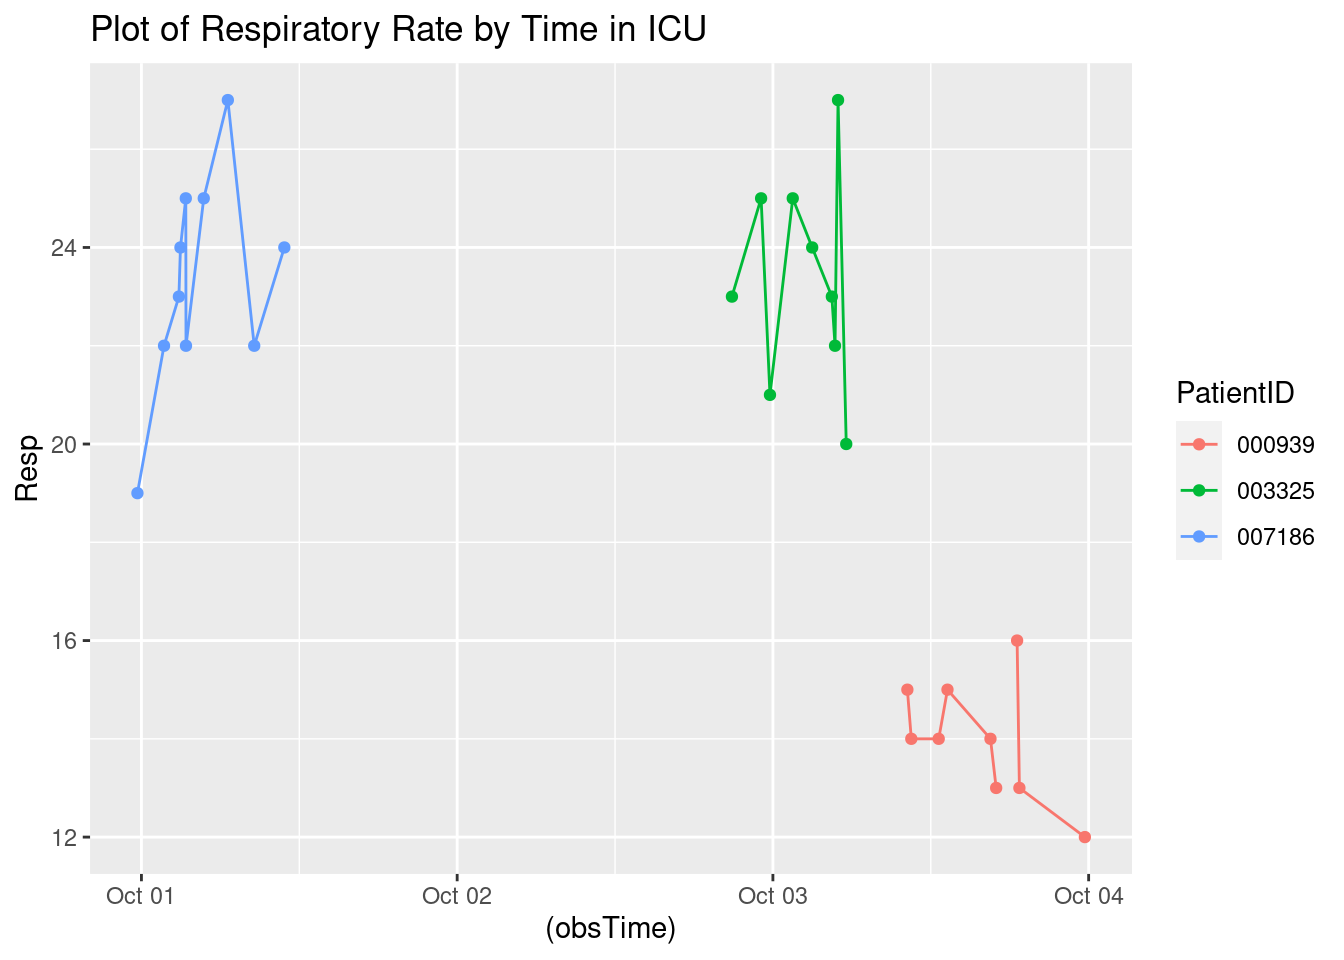 Plot of Respiratory Rate by Time in ICU
24
20
16
12
Resp
Oct 01 Oct 02 Oct 03 Oct 04
(obsTime)
PatientID
000939
003325
007186